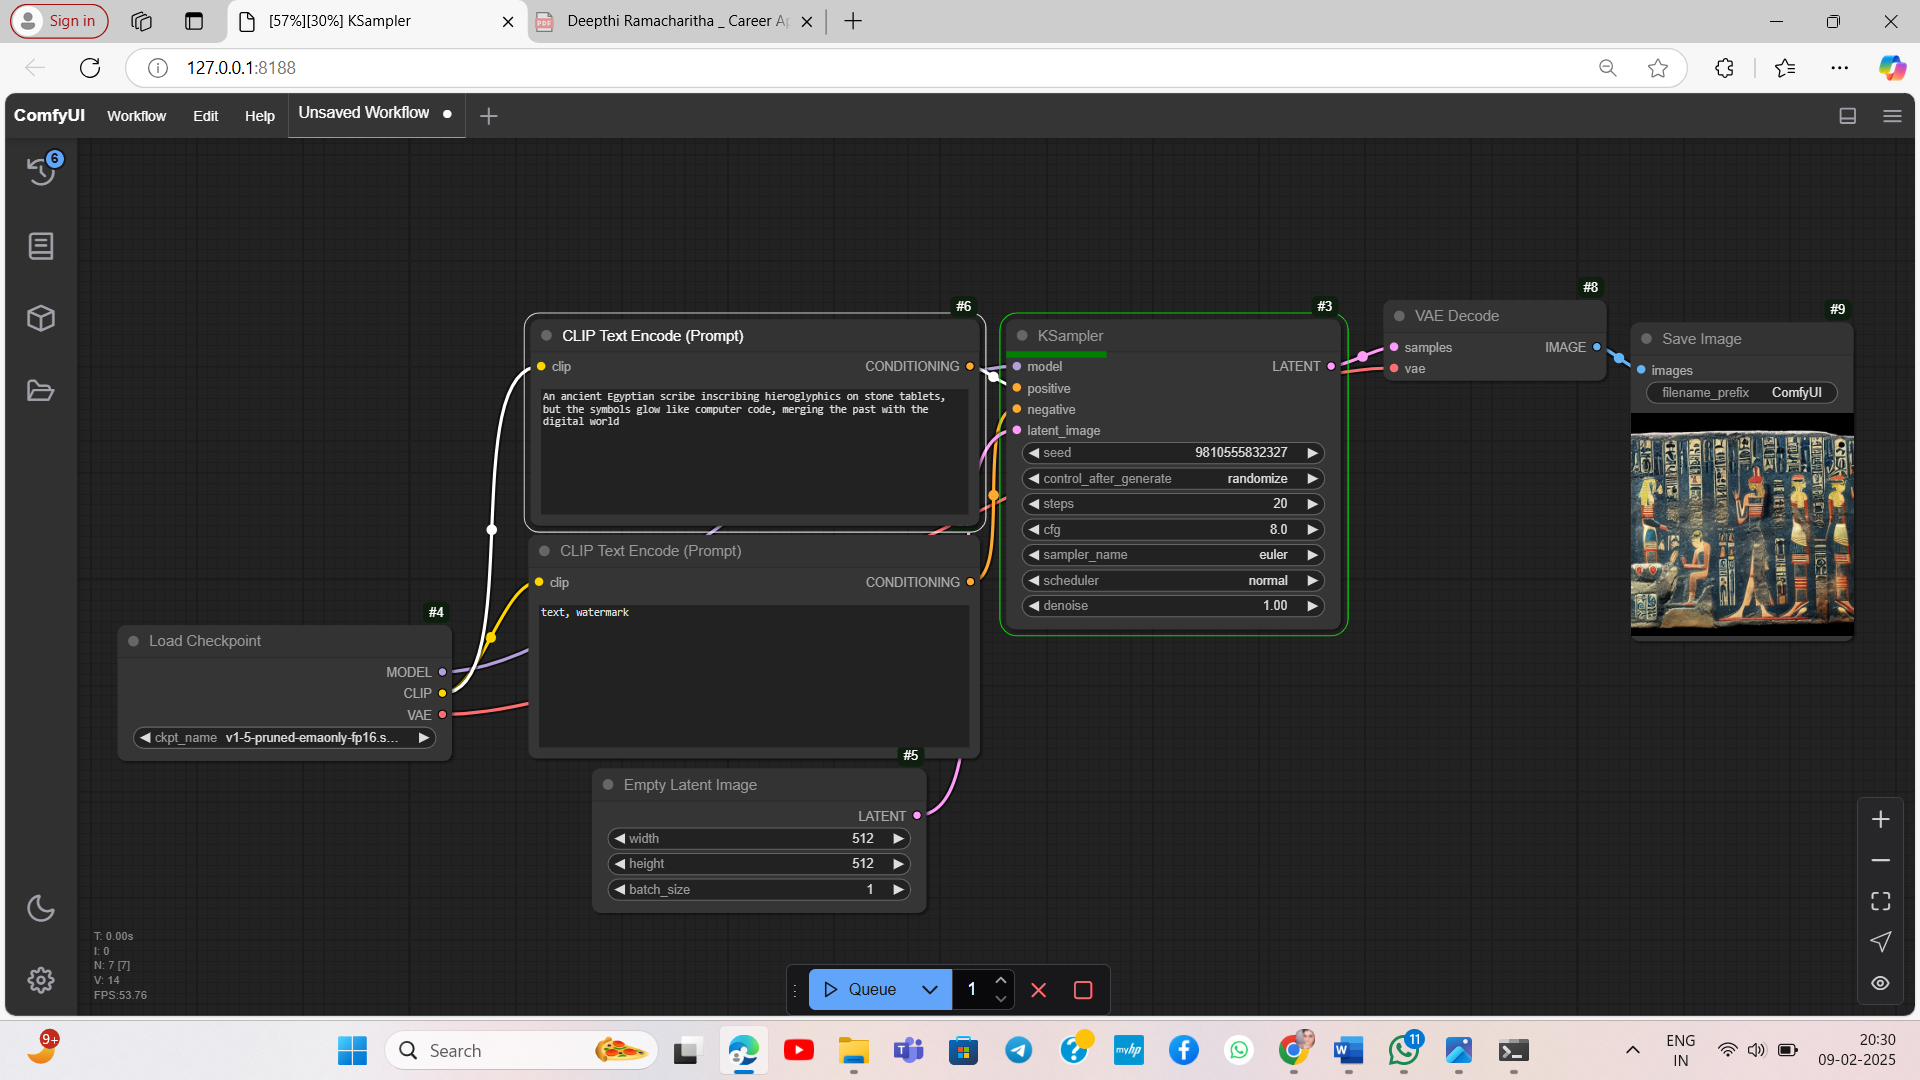 Sign in
[57%][30%] KSampler
Deepthi Ramacharitha _ Career Ap
127.0.0.1:8188
ComfyUI
Workflow
Edit
Help
Unsaved Workflow
6
#6
CLIP Text Encode (Prompt)
clip
CONDITIONING
An ancient Egyptian scribe inscribing hieroglyphics on stone tablets,
but the symbols glow like computer code, merging the past with the
digital world
CLIP Text Encode (Prompt)
clip
CONDITIONING
text, watermark
#4
Load Checkpoint
MODEL
CLIP
VAE
ckpt_name v1-5-pruned-emaonly-fp16.s...
#5
Empty Latent Image
LATENT
width 512
height 512
batch_size 1
#3
KSampler
model LATENT
positive
negative
latent_image
seed 9810555832327
control_after_generate randomize
steps 20
cfg 8.0
sampler_name euler
scheduler normal
denoise 1.00
#8
VAE Decode
samples IMAGE
vae
#9
Save Image
images
filename_prefix ComfyUI
T: 0.00s
I: 0
N: 7 [7]
V: 14
FPS:53.76
Queue
1
9+
Search
myhp
11
ENG
IN
20:30
09-02-2025